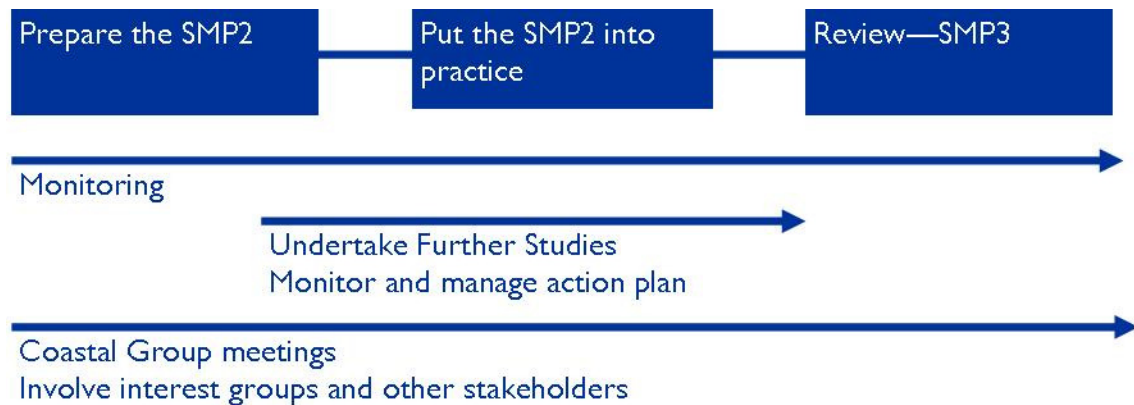 Prepare the SMP2
Put the SMP2 into
practice
Review—SMP3
Monitoring
Undertake Further Studies
Monitor and manage action plan
Coastal Group meetings
Involve interest groups and other stakeholders